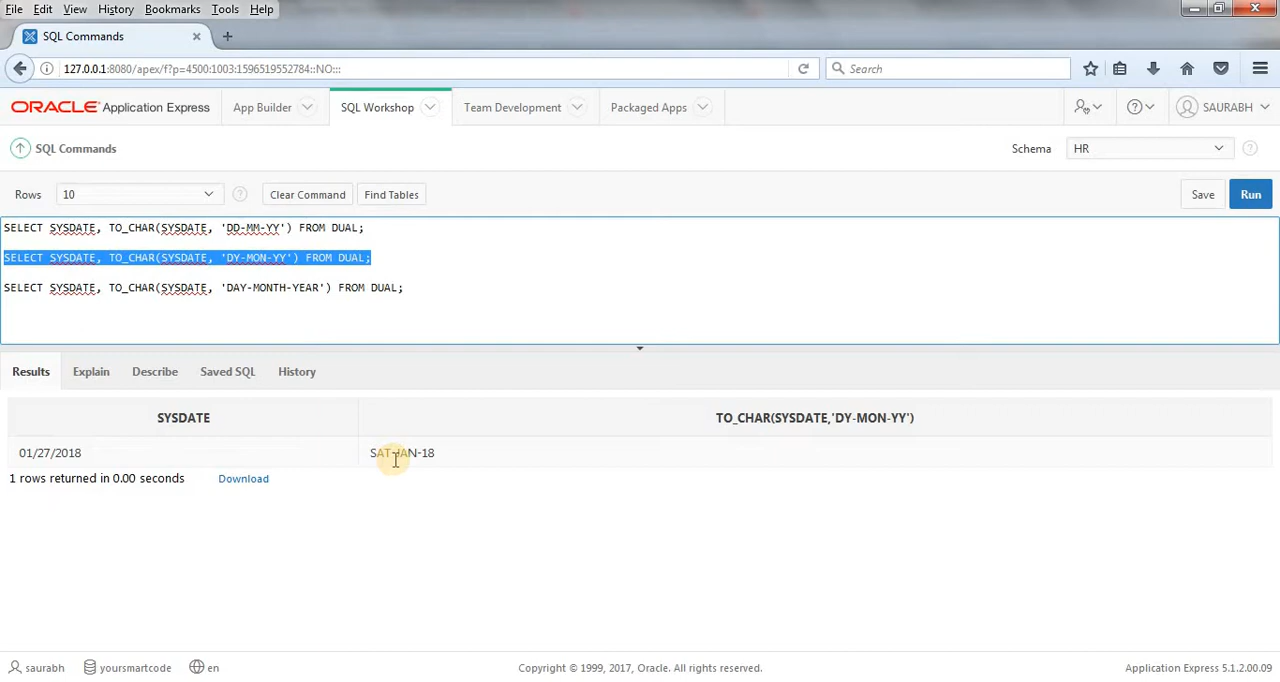 File Edit View History Bookmarks Tools Help
SQL Commands
127.0.0.1:8080/apex/f?p=4500:1003:1596519552784::NO::: Search
ORACLE Application Express App Builder SQL Workshop Team Development Packaged Apps SAURABH
SQL Commands Schema HR
Rows 10 Clear Command Find Tables Save Run
SELECT SYSDATE, TO_CHAR(SYSDATE, 'DD-MM-YY') FROM DUAL;
SELECT SYSDATE, TO_CHAR(SYSDATE, 'DY-MON-YY') FROM DUAL;
SELECT SYSDATE, TO_CHAR(SYSDATE, 'DAY-MONTH-YEAR') FROM DUAL;
Results Explain Describe Saved SQL History
SYSDATE TO_CHAR(SYSDATE,'DY-MON-YY')
01/27/2018 SAT-JAN-18
1 rows returned in 0.00 seconds Download
saurabh yoursmartcode en Copyright © 1999, 2017, Oracle. All rights reserved. Application Express 5.1.2.00.09